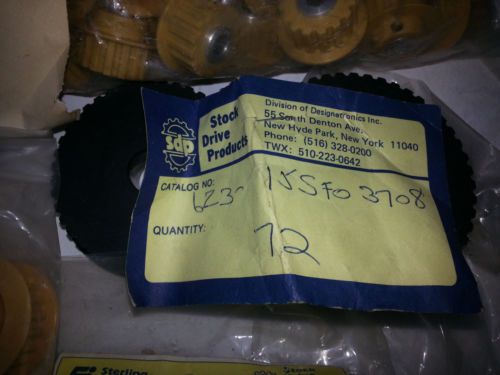 sdp
Stock
Drive
Products
Division of Designatronics Inc.
55 South Denton Ave.
New Hyde Park, New York 11040
Phone: (516) 328-0200
TWX: 510-223-0642
CATALOG NO: 6Z3- 15SF03708
QUANTITY: 72
Sterling